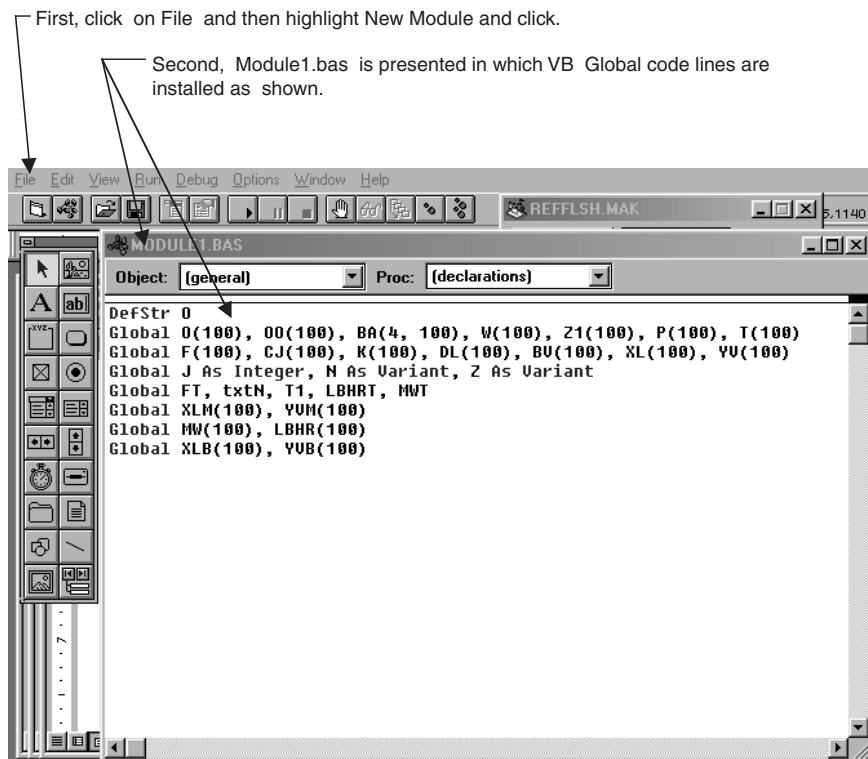 First, click on File and then highlight New Module and click.
Second, Module1.bas is presented in which VB Global code lines are
installed as shown.
File Edit View Run Debug Options Window Help
REFFLSH.MAK
5,1140
MODULE1.BAS
Object: (general) Proc: (declarations)
A ab|
XYZ
DefStr O
Global O(100), OO(100), BA(4, 100), W(100), Z1(100), P(100), T(100)
Global F(100), CJ(100), K(100), DL(100), BV(100), XL(100), YV(100)
Global J As Integer, N As Variant, Z As Variant
Global FT, txtN, T1, LBHRT, MWT
Global XLM(100), YVM(100)
Global MW(100), LBHR(100)
Global XLB(100), YVB(100)
7